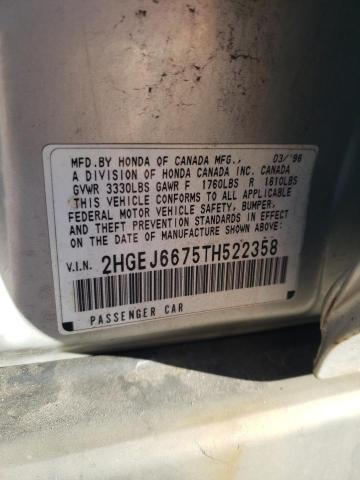 MFD.BY HONDA OF CANADA MFG., 03/'96
A DIVISION OF HONDA CANADA INC. CANADA
GVWR 3330LBS GAWR F 1760LBS R 1610LBS
THIS VEHICLE CONFORMS TO ALL APPLICABLE
FEDERAL MOTOR VEHICLE SAFETY, BUMPER,
AND THEFT PREVENTION STANDARDS IN EFFECT
ON THE DATE OF MANUFACTURE SHOWN ABOVE.
V.I.N. 2HGEJ6675TH522358
PASSENGER CAR